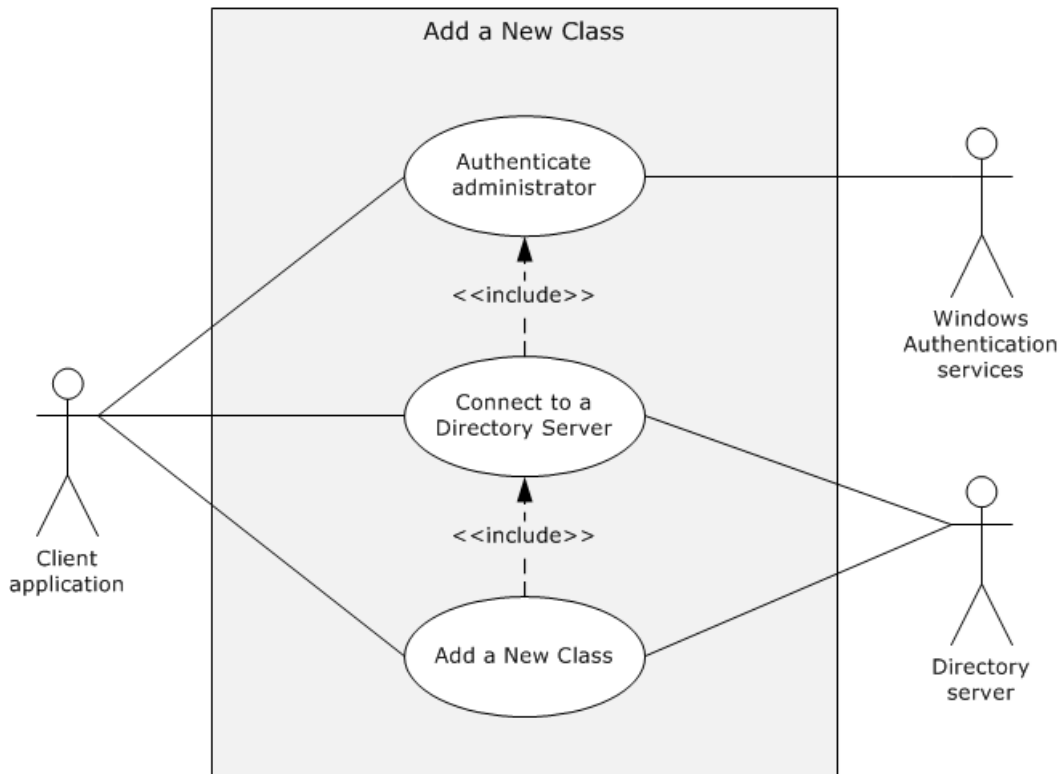 Add a New Class
Authenticate
administrator
<<include>>
Windows
Authentication
services
Connect to a
Directory Server
<<include>>
Client
application
Add a New Class
Directory
server